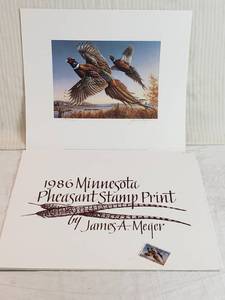 1986 Minnesota
Pheasant Stamp Print
by James A. Meger